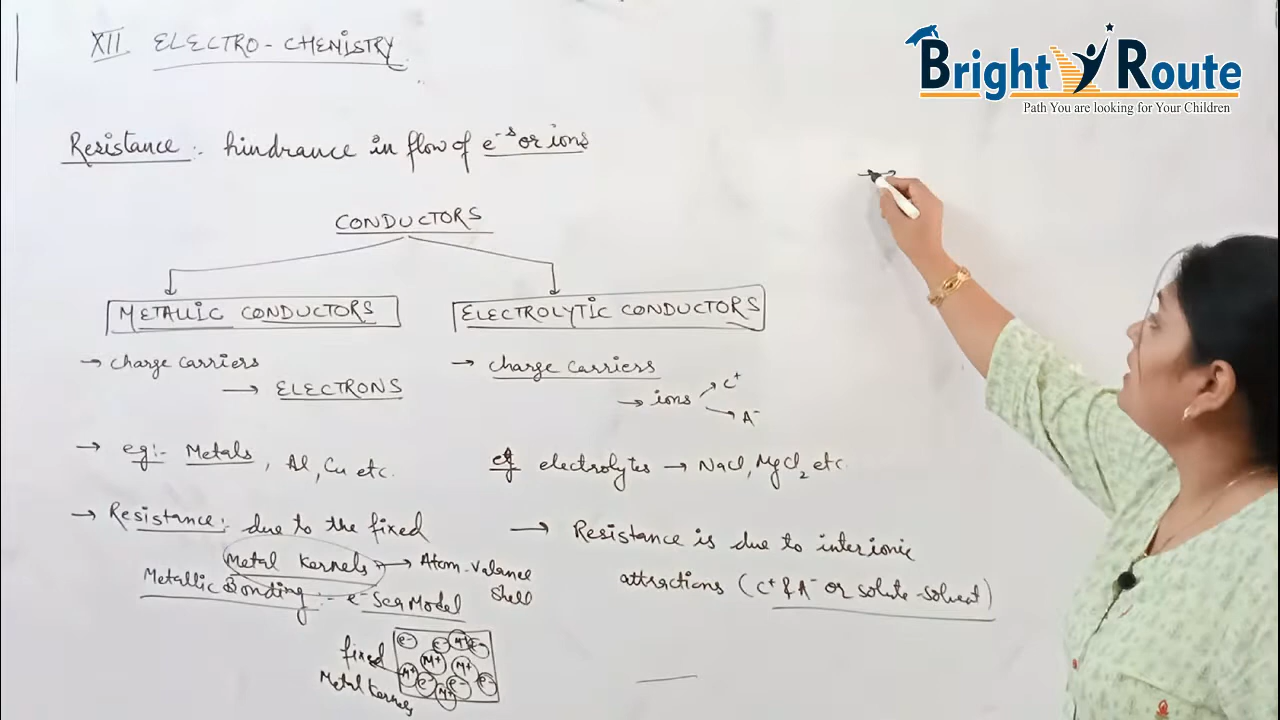 XII ELECTRO-CHEMISTRY
Bright Route
Path You are looking for Your Children
Resistance :- hindrance in flow of e⁻s or ions
CONDUCTORS
METALLIC CONDUCTORS
→ charge carriers
→ ELECTRONS
→ eg:- Metals, Al, Cu etc.
→ Resistance:- due to the fixed
Metal Kernels → Atom-valance
shell
Metallic Bonding :- e⁻ Sea Model
e⁻ e⁻ M⁺ e⁻
M⁺ M⁺
M⁺ e⁻ M⁺ e⁻ e⁻
fixed
Metal Kernels
ELECTROLYTIC CONDUCTORS
→ charge carriers
→ ions → C⁺
→ A⁻
eg electrolytes → NaCl, MgCl₂ etc.
→ Resistance is due to interionic
attractions (C⁺ & A⁻ or solute-solvent)